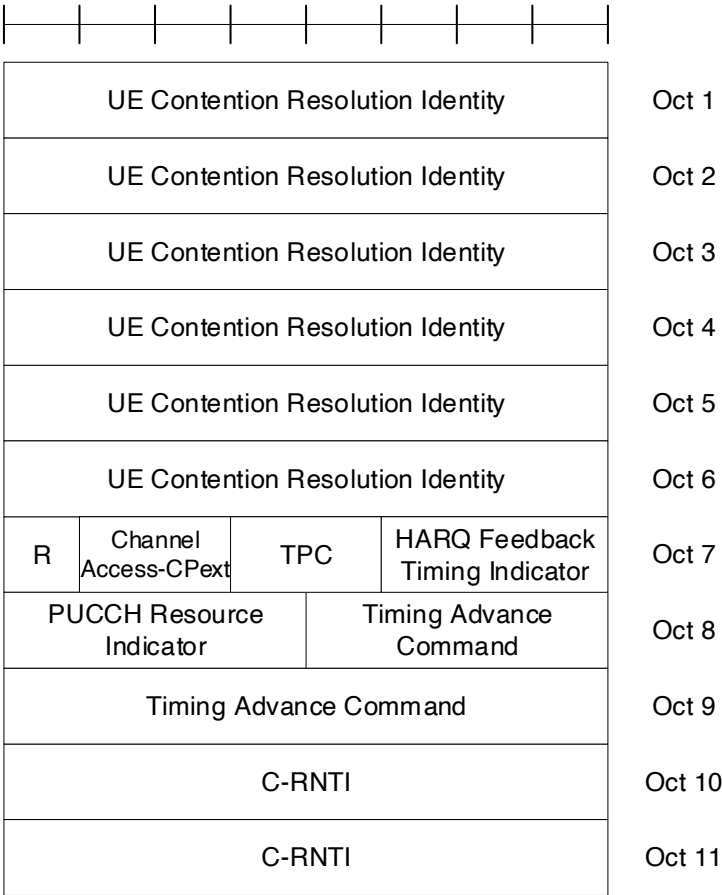 UE Contention Resolution Identity Oct 1
UE Contention Resolution Identity Oct 2
UE Contention Resolution Identity Oct 3
UE Contention Resolution Identity Oct 4
UE Contention Resolution Identity Oct 5
UE Contention Resolution Identity Oct 6
R
Channel
Access-CPext
TPC
HARQ Feedback
Timing Indicator
Oct 7
PUCCH Resource
Indicator
Timing Advance
Command
Oct 8
Timing Advance Command Oct 9
C-RNTI Oct 10
C-RNTI Oct 11